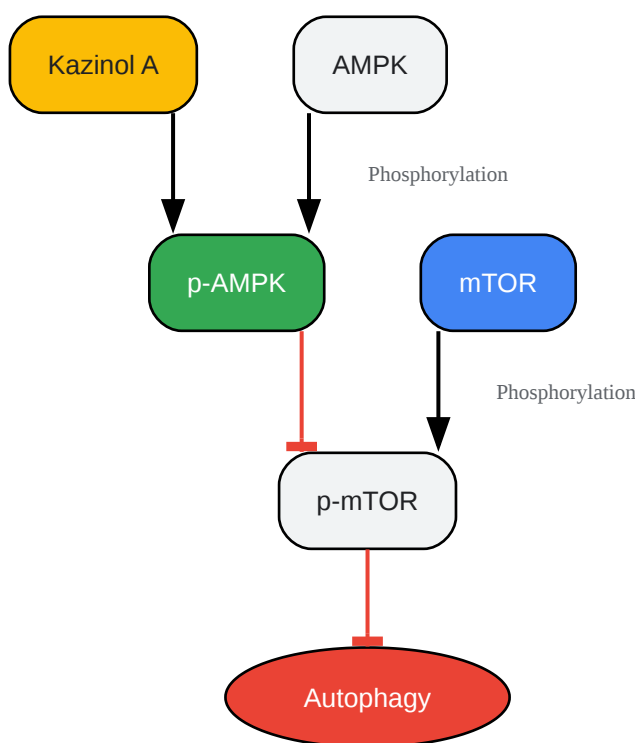 Kazinol A
AMPK
Phosphorylation
p-AMPK
mTOR
Phosphorylation
p-mTOR
Autophagy